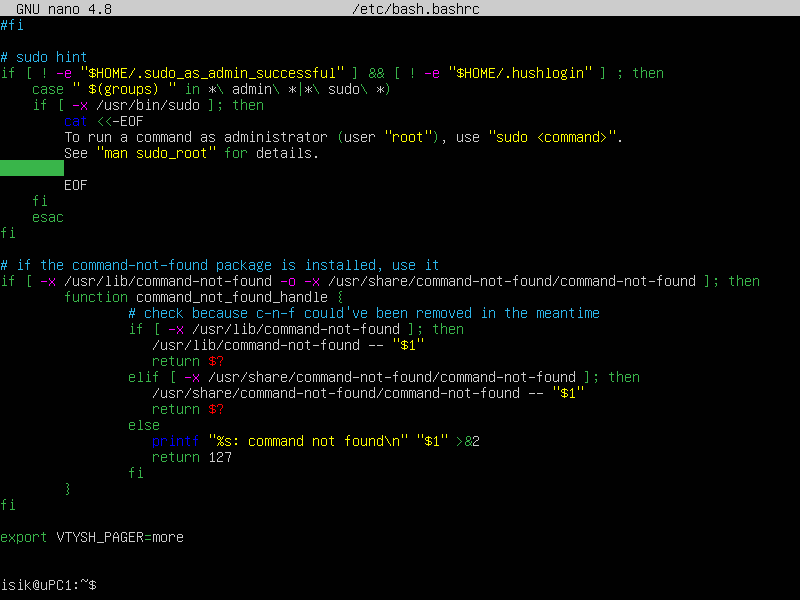 GNU nano 4.8 /etc/bash.bashrc
#fi
# sudo hint
if [ ! -e "$HOME/.sudo_as_admin_successful" ] && [ ! -e "$HOME/.hushlogin" ] ; then
case " $(groups) " in *\ admin\ *|*\ sudo\ *)
if [ -x /usr/bin/sudo ]; then
cat <<-EOF
To run a command as administrator (user "root"), use "sudo <command>".
See "man sudo_root" for details.
EOF
fi
esac
fi
# if the command-not-found package is installed, use it
if [ -x /usr/lib/command-not-found -o -x /usr/share/command-not-found/command-not-found ]; then
function command_not_found_handle {
# check because c-n-f could've been removed in the meantime
if [ -x /usr/lib/command-not-found ]; then
/usr/lib/command-not-found -- "$1"
return $?
elif [ -x /usr/share/command-not-found/command-not-found ]; then
/usr/share/command-not-found/command-not-found -- "$1"
return $?
else
printf "%s: command not found\n" "$1" >&2
return 127
fi
}
fi
export VTYSH_PAGER=more
isik@uPC1:~$